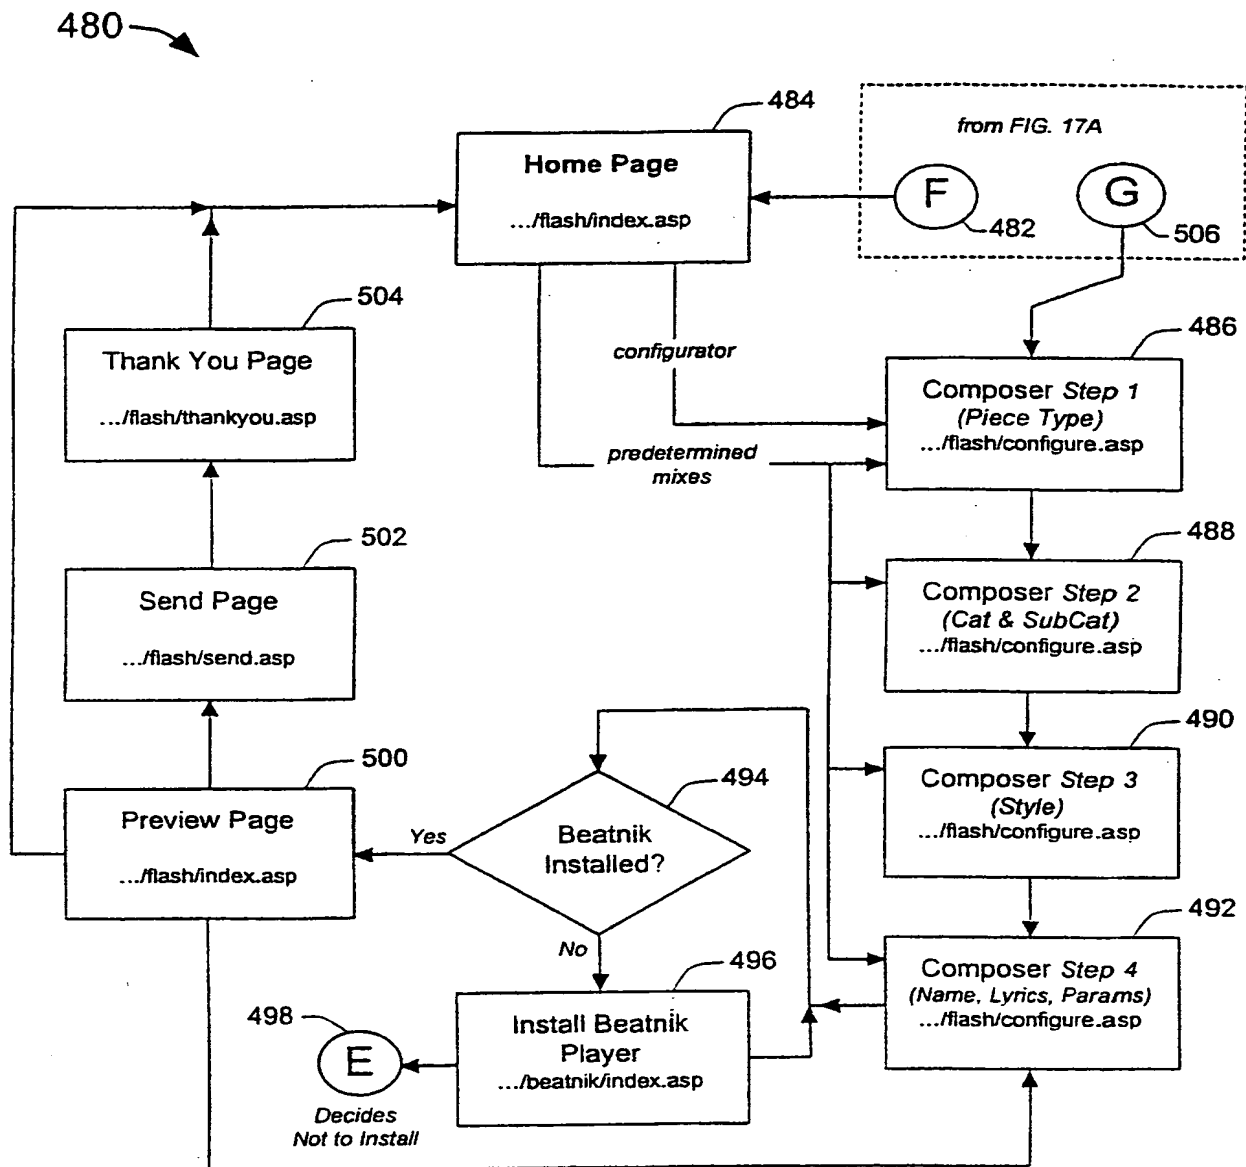 480
484
Home Page
.../flash/index.asp
from FIG. 17A
F
482
G
506
504
Thank You Page
.../flash/thankyou.asp
configurator
predetermined
mixes
486
Composer Step 1
(Piece Type)
.../flash/configure.asp
502
Send Page
.../flash/send.asp
488
Composer Step 2
(Cat & SubCat)
.../flash/configure.asp
500
Preview Page
.../flash/index.asp
Yes
494
Beatnik
Installed?
No
490
Composer Step 3
(Style)
.../flash/configure.asp
496
Install Beatnik
Player
.../beatnik/index.asp
498
E
Decides
Not to Install
492
Composer Step 4
(Name, Lyrics, Params)
.../flash/configure.asp